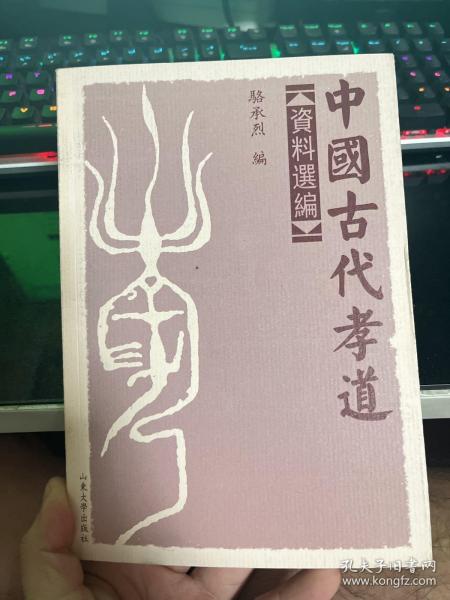 中國古代孝道
【資料選編】
駱承烈 編
山東大學出版社
孔夫子旧书网
www.kongfz.com